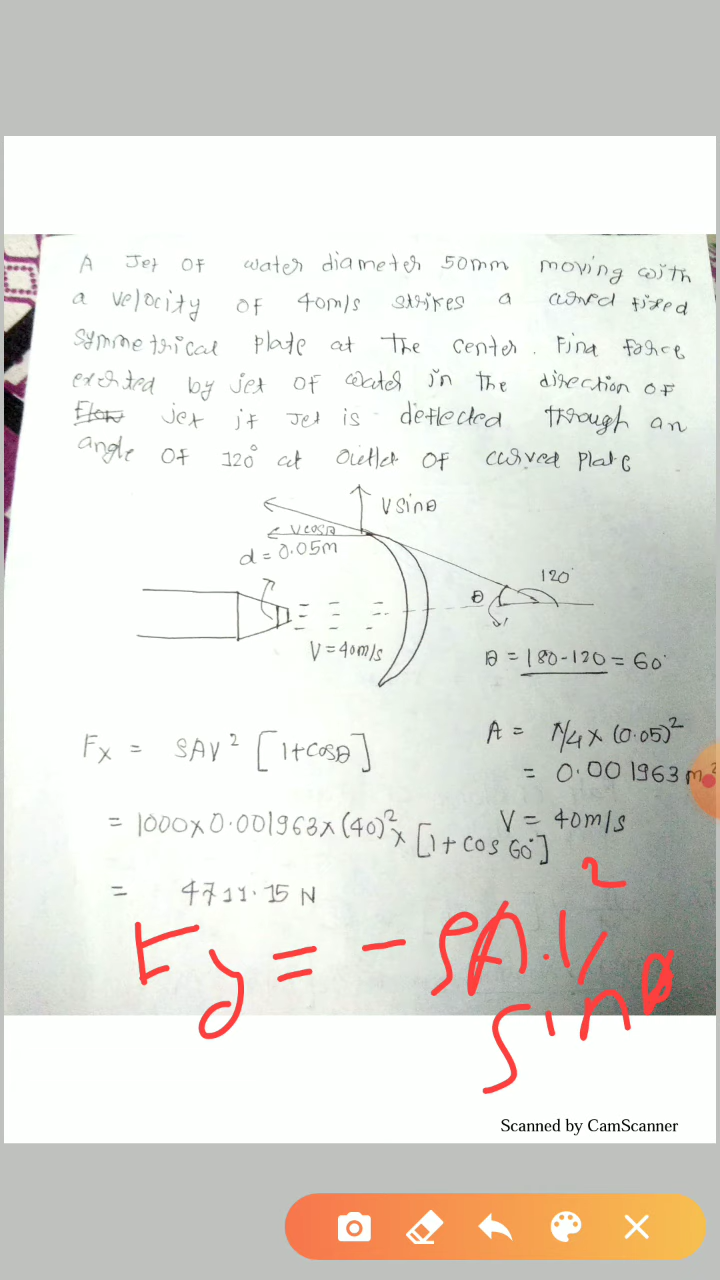 A Jet of water diameter 50mm moving with
a velocity of 40m/s strikes a curved fixed
Symmetrical Plate at The center. Find force
exerted by jet of water in the direction of
Flow jet if Jet is deflected through an
angle of 120° at outlet of curved plate
V sinθ
V cosθ
d = 0.05m
120°
θ
V = 40m/s
θ = 180-120 = 60°
Fx = ρAV² [1+cosθ]
A = π/4 x (0.05)²
= 0.001963 m²
= 1000x0.001963x(40)²x [1+ cos 60°]
V = 40m/s
= 4711.15 N
Fy = - ρA.V²
sinθ
Scanned by CamScanner